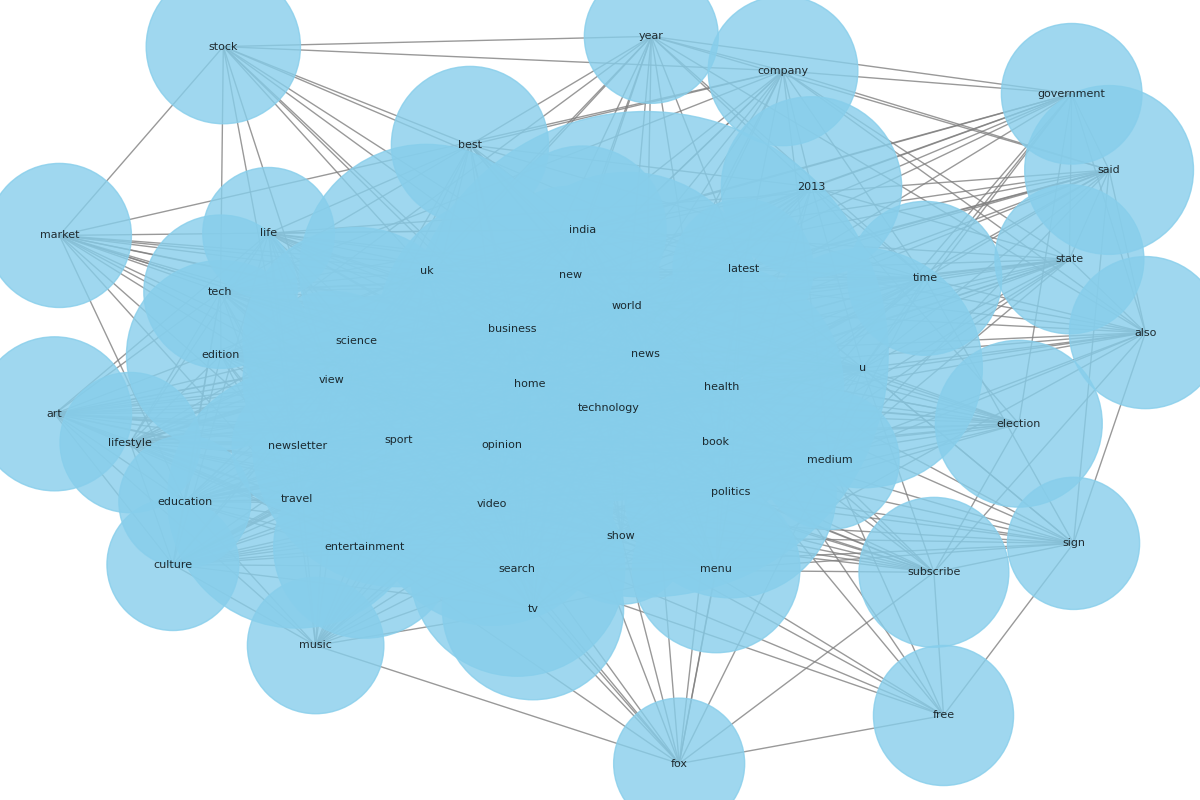 year
stock
company
government
best
said
2013
india
life
market
state
latest
uk
new
time
tech
world
also
business
science
news
edition
u
view
home
health
technology
art
election
sport
book
lifestyle
opinion
newsletter
medium
politics
travel
education
video
show
sign
entertainment
culture
search
menu
subscribe
tv
music
free
fox